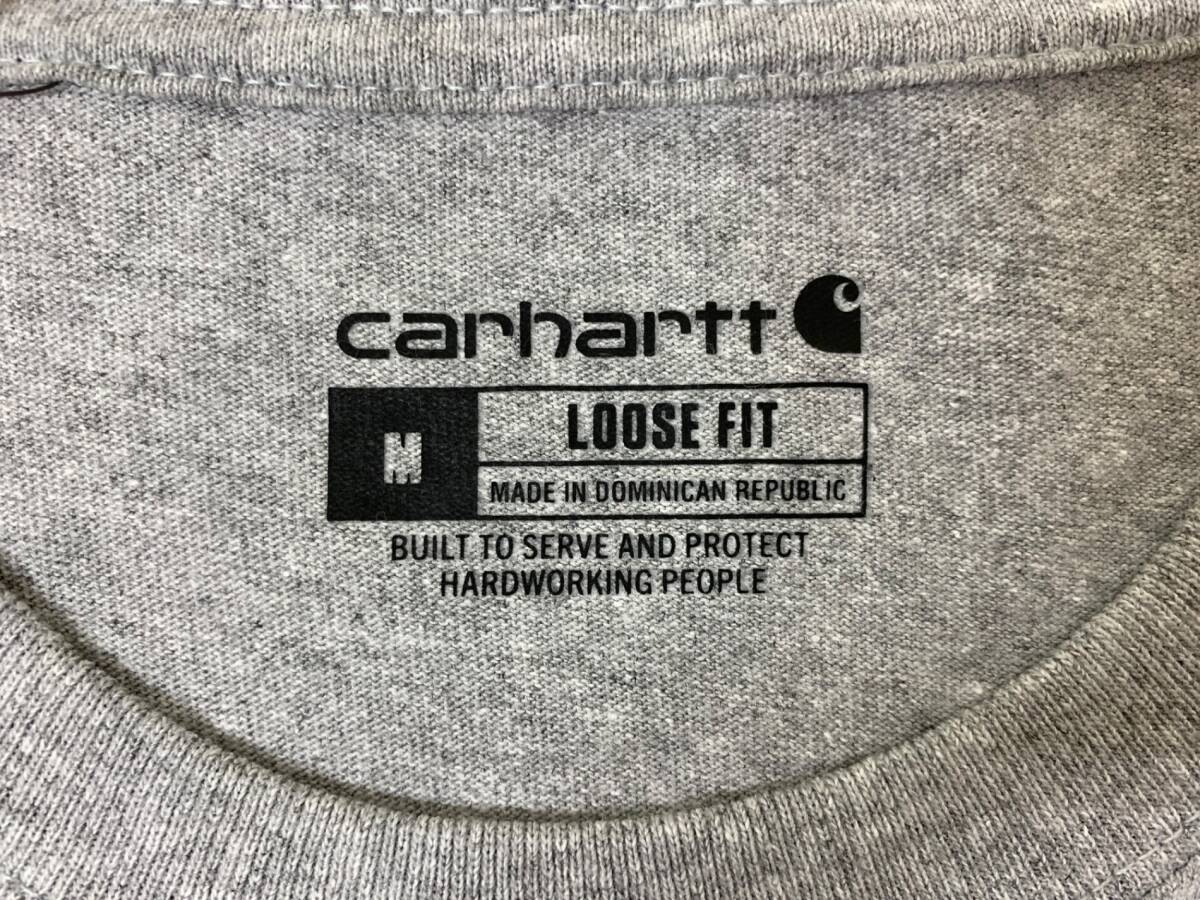 carhartt
M
LOOSE FIT
MADE IN DOMINICAN REPUBLIC
BUILT TO SERVE AND PROTECT
HARDWORKING PEOPLE